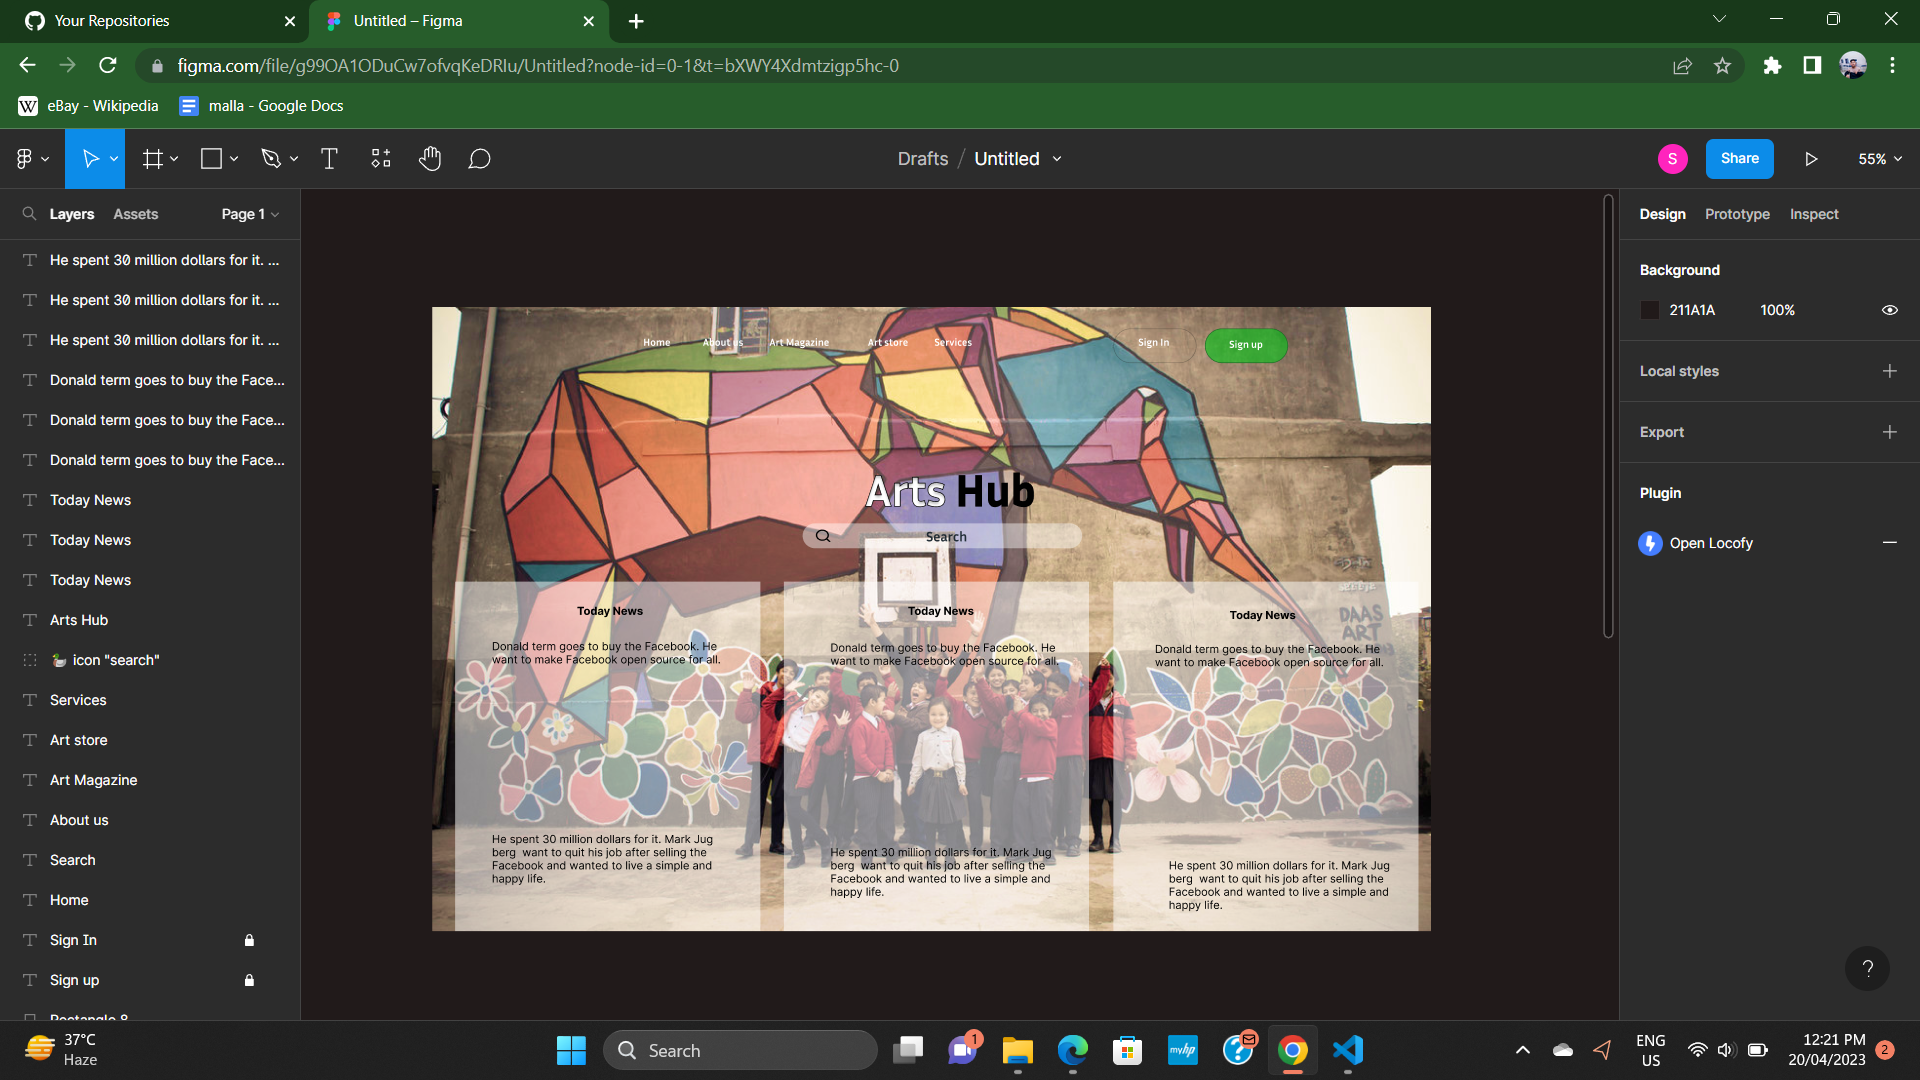 Your Repositories
Untitled – Figma
figma.com/file/g99OA1ODuCw7ofvqKeDRlu/Untitled?node-id=0-1&t=bXWY4Xdmtzigp5hc-0
eBay - Wikipedia
malla - Google Docs
Drafts / Untitled
S
Share
55%
Layers
Assets
Page 1
He spent 30 million dollars for it. ...
He spent 30 million dollars for it. ...
He spent 30 million dollars for it. ...
Donald term goes to buy the Face...
Donald term goes to buy the Face...
Donald term goes to buy the Face...
Today News
Today News
Today News
Arts Hub
icon "search"
Services
Art store
Art Magazine
About us
Search
Home
Sign In
Sign up
Rectangle 8
Home
About us
Art Magazine
Art store
Services
Sign In
Sign up
Arts Hub
Search
Today News
Donald term goes to buy the Facebook. He
want to make Facebook open source for all.
He spent 30 million dollars for it. Mark Jug
berg  want to quit his job after selling the
Facebook and wanted to live a simple and
happy life.
Today News
Donald term goes to buy the Facebook. He
want to make Facebook open source for all.
He spent 30 million dollars for it. Mark Jug
berg  want to quit his job after selling the
Facebook and wanted to live a simple and
happy life.
DAAS
ART
Today News
Donald term goes to buy the Facebook. He
want to make Facebook open source for all.
He spent 30 million dollars for it. Mark Jug
berg  want to quit his job after selling the
Facebook and wanted to live a simple and
happy life.
Design
Prototype
Inspect
Background
211A1A
100%
Local styles
Export
Plugin
Open Locofy
?
37°C
Haze
Search
1
myhp
ENG
US
12:21 PM
20/04/2023
2